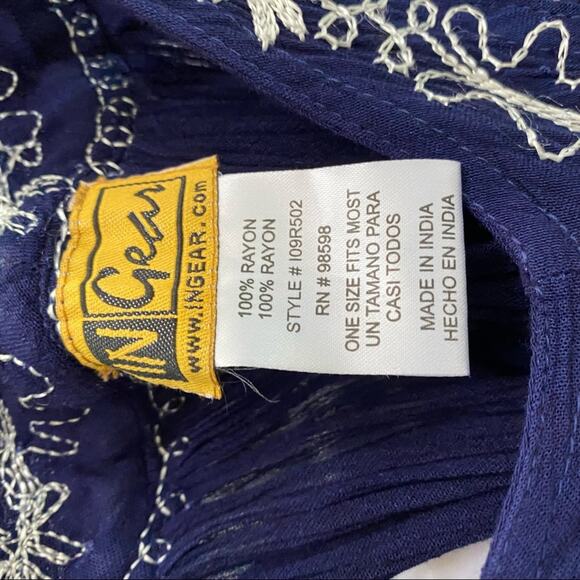 IN Gear
www.INGEAR.com
100% RAYON
100% RAYON
STYLE # I09R502
RN # 98598
ONE SIZE FITS MOST
UN TAMANO PARA
CASI TODOS
MADE IN INDIA
HECHO EN INDIA